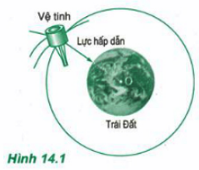 Vệ tinh
Lực hấp dẫn
O
Trái Đất
Hình 14.1